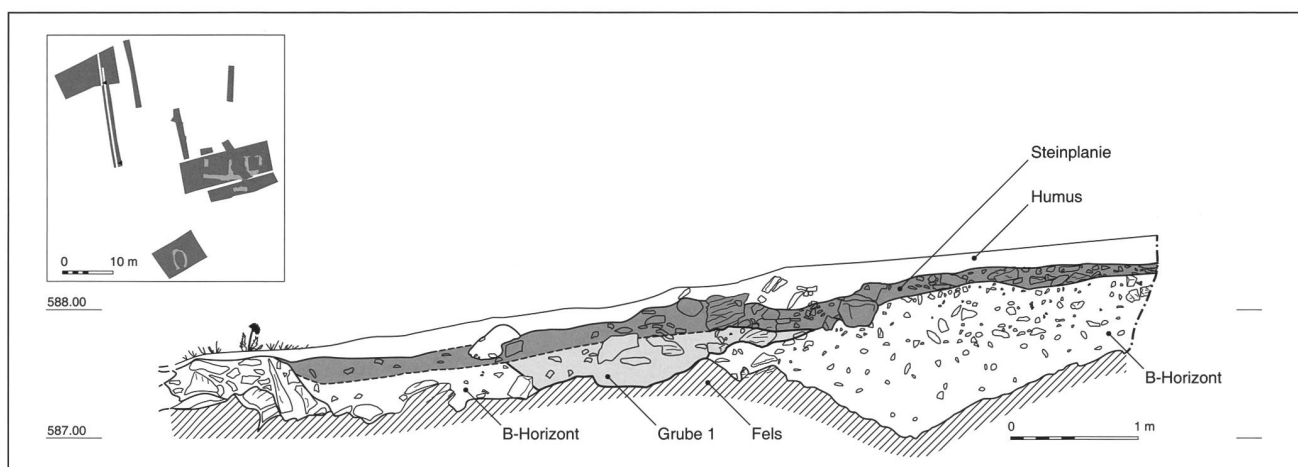 0 10 m
Steinplanie
Humus
588.00
B-Horizont
587.00
B-Horizont
Grube 1
Fels
0 1 m